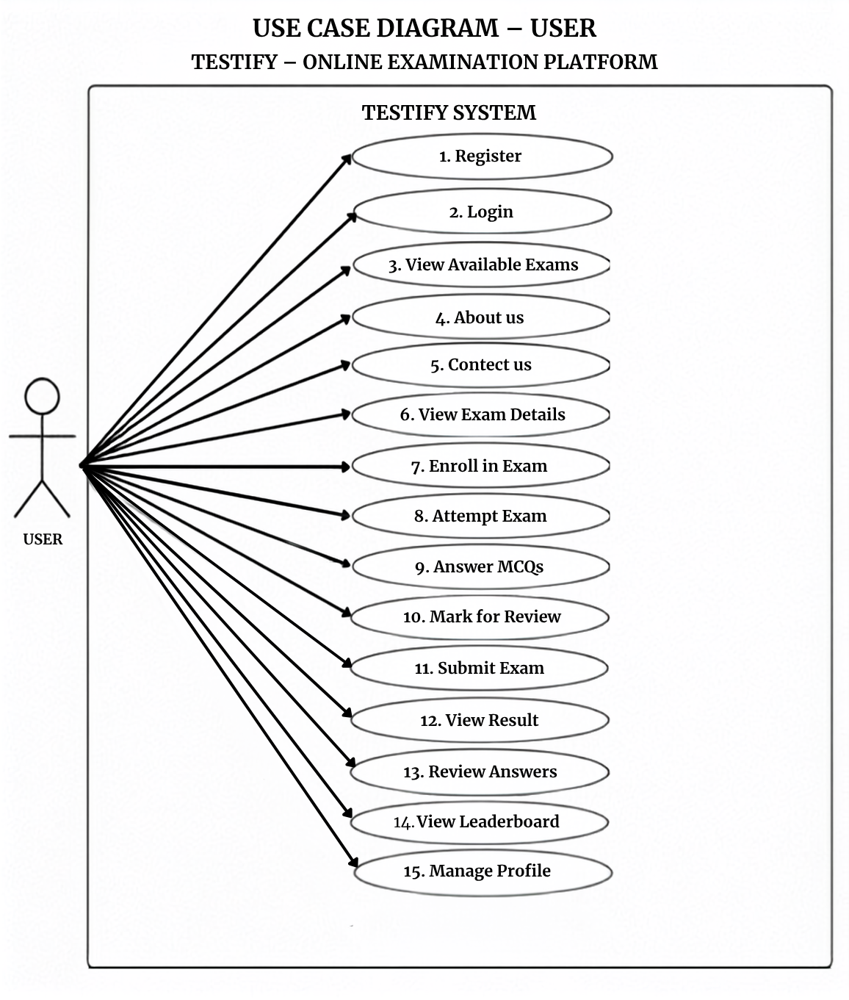 USE CASE DIAGRAM – USER
TESTIFY – ONLINE EXAMINATION PLATFORM
TESTIFY SYSTEM
1. Register
2. Login
3. View Available Exams
4. About us
5. Contect us
6. View Exam Details
7. Enroll in Exam
8. Attempt Exam
9. Answer MCQs
10. Mark for Review
11. Submit Exam
12. View Result
13. Review Answers
14.View Leaderboard
15. Manage Profile
USER